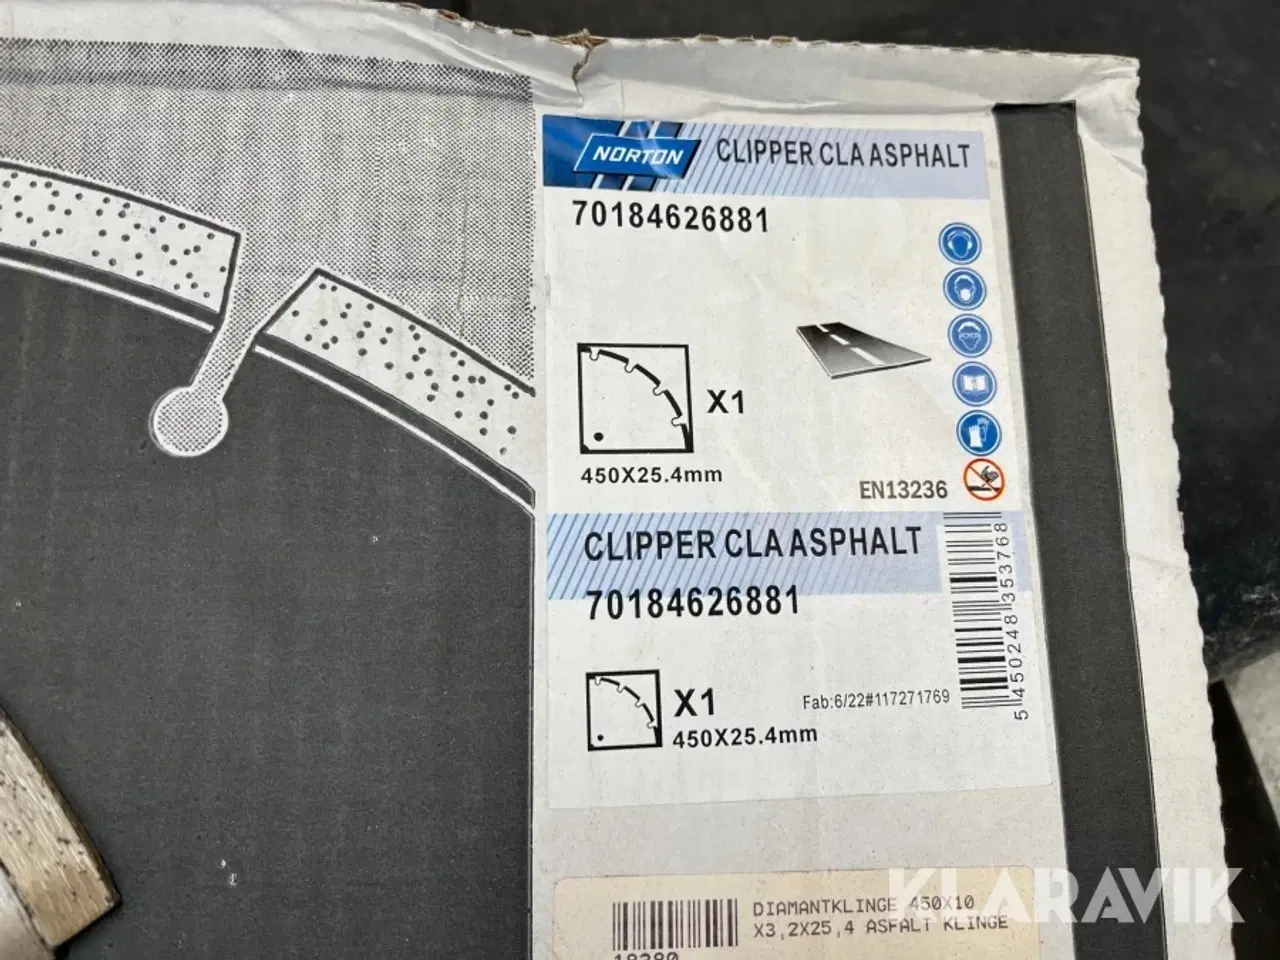 NORTON
CLIPPER CLA ASPHALT
70184626881
X1
450X25.4mm
EN13236
CLIPPER CLA ASPHALT
70184626881
X1
450X25.4mm
Fab:6/22#117271769
5 450248 353768
DIAMANTKLINGE 450X10
X3,2X25,4 ASFALT KLINGE
KLARAVIK